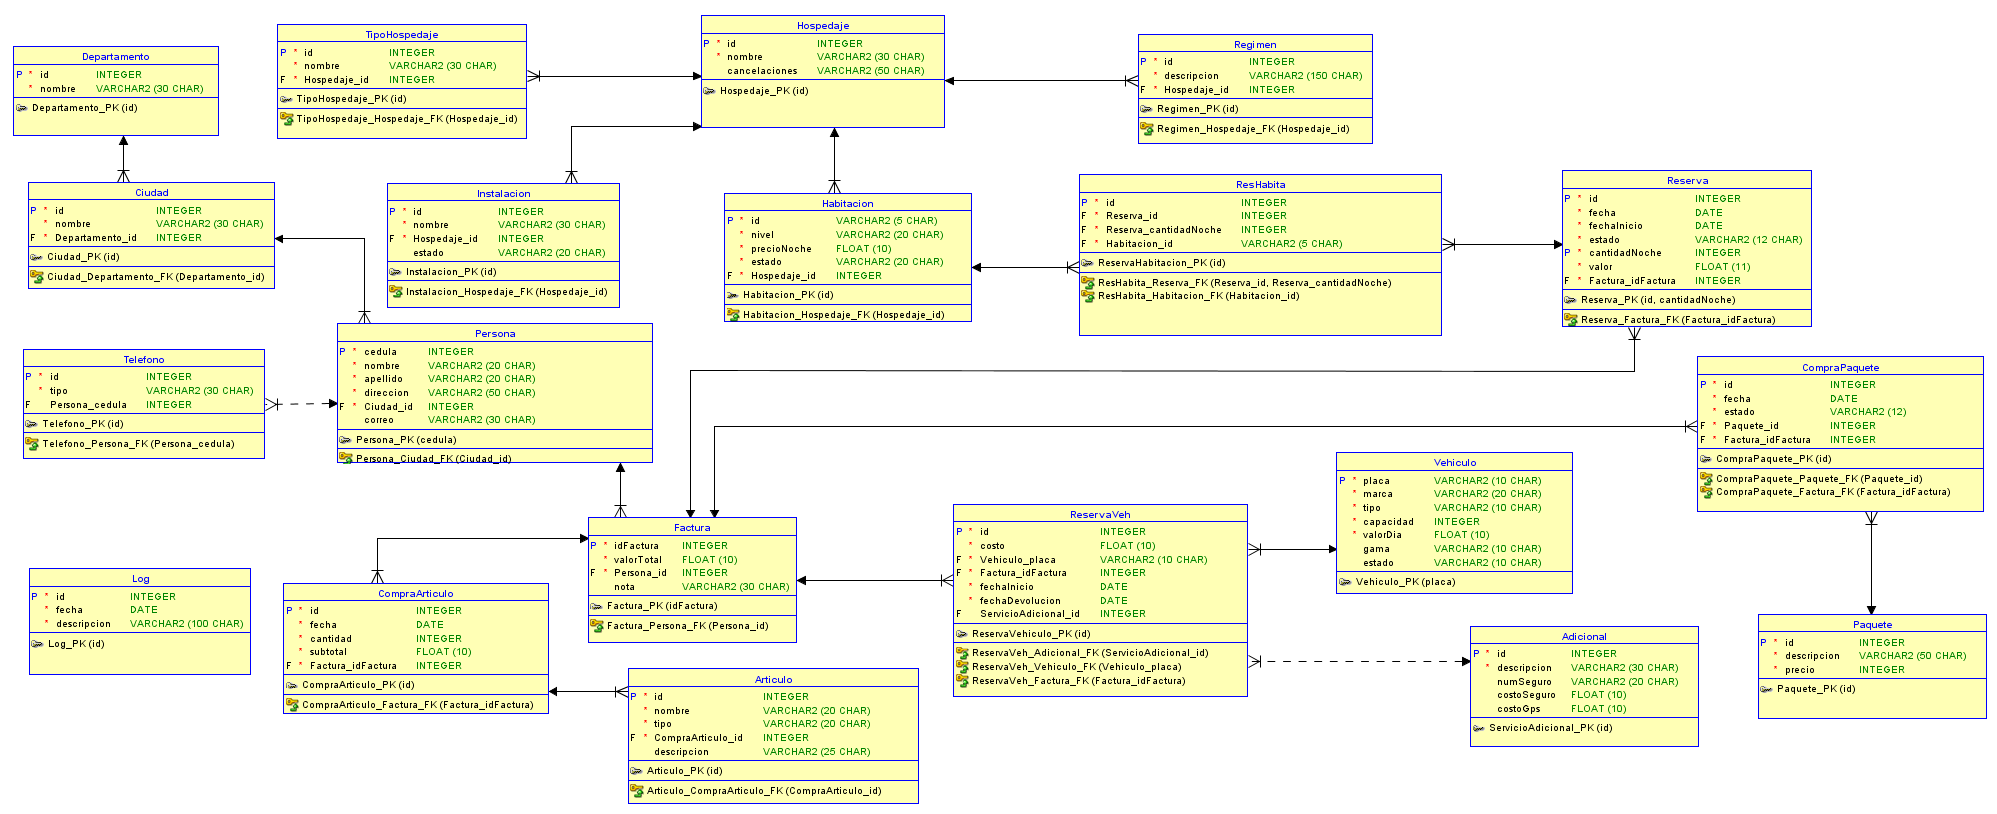 Departamento
P * id INTEGER
* nombre VARCHAR2 (30 CHAR)
Departamento_PK (id)
TipoHospedaje
P * id INTEGER
* nombre VARCHAR2 (30 CHAR)
F * Hospedaje_id INTEGER
TipoHospedaje_PK (id)
TipoHospedaje_Hospedaje_FK (Hospedaje_id)
Hospedaje
P * id INTEGER
* nombre VARCHAR2 (30 CHAR)
cancelaciones VARCHAR2 (50 CHAR)
Hospedaje_PK (id)
Regimen
P * id INTEGER
* descripcion VARCHAR2 (150 CHAR)
F * Hospedaje_id INTEGER
Regimen_PK (id)
Regimen_Hospedaje_FK (Hospedaje_id)
Ciudad
P * id INTEGER
* nombre VARCHAR2 (30 CHAR)
F * Departamento_id INTEGER
Ciudad_PK (id)
Ciudad_Departamento_FK (Departamento_id)
Instalacion
P * id INTEGER
* nombre VARCHAR2 (30 CHAR)
F * Hospedaje_id INTEGER
estado VARCHAR2 (20 CHAR)
Instalacion_PK (id)
Instalacion_Hospedaje_FK (Hospedaje_id)
Habitacion
P * id VARCHAR2 (5 CHAR)
* nivel VARCHAR2 (20 CHAR)
* precioNoche FLOAT (10)
* estado VARCHAR2 (20 CHAR)
F * Hospedaje_id INTEGER
Habitacion_PK (id)
Habitacion_Hospedaje_FK (Hospedaje_id)
ResHabita
P * id INTEGER
F * Reserva_id INTEGER
F * Reserva_cantidadNoche INTEGER
F * Habitacion_id VARCHAR2 (5 CHAR)
ReservaHabitacion_PK (id)
ResHabita_Reserva_FK (Reserva_id, Reserva_cantidadNoche)
ResHabita_Habitacion_FK (Habitacion_id)
Reserva
P * id INTEGER
* fecha DATE
* fechaInicio DATE
* estado VARCHAR2 (12 CHAR)
P * cantidadNoche INTEGER
* valor FLOAT (11)
F * Factura_idFactura INTEGER
Reserva_PK (id, cantidadNoche)
Reserva_Factura_FK (Factura_idFactura)
Telefono
P * id INTEGER
* tipo VARCHAR2 (30 CHAR)
F Persona_cedula INTEGER
Telefono_PK (id)
Telefono_Persona_FK (Persona_cedula)
Persona
P * cedula INTEGER
* nombre VARCHAR2 (20 CHAR)
* apellido VARCHAR2 (20 CHAR)
* direccion VARCHAR2 (50 CHAR)
F * Ciudad_id INTEGER
correo VARCHAR2 (30 CHAR)
Persona_PK (cedula)
Persona_Ciudad_FK (Ciudad_id)
CompraPaquete
P * id INTEGER
* fecha DATE
* estado VARCHAR2 (12)
F * Paquete_id INTEGER
F * Factura_idFactura INTEGER
CompraPaquete_PK (id)
CompraPaquete_Paquete_FK (Paquete_id)
CompraPaquete_Factura_FK (Factura_idFactura)
Vehiculo
P * placa VARCHAR2 (10 CHAR)
* marca VARCHAR2 (20 CHAR)
* tipo VARCHAR2 (10 CHAR)
* capacidad INTEGER
* valorDia FLOAT (10)
gama VARCHAR2 (10 CHAR)
estado VARCHAR2 (10 CHAR)
Vehiculo_PK (placa)
Factura
P * idFactura INTEGER
* valorTotal FLOAT (10)
F * Persona_id INTEGER
nota VARCHAR2 (30 CHAR)
Factura_PK (idFactura)
Factura_Persona_FK (Persona_id)
ReservaVeh
P * id INTEGER
* costo FLOAT (10)
F * Vehiculo_placa VARCHAR2 (10 CHAR)
F * Factura_idFactura INTEGER
* fechaInicio DATE
* fechaDevolucion DATE
F ServicioAdicional_id INTEGER
ReservaVehiculo_PK (id)
ReservaVeh_Adicional_FK (ServicioAdicional_id)
ReservaVeh_Vehiculo_FK (Vehiculo_placa)
ReservaVeh_Factura_FK (Factura_idFactura)
Log
P * id INTEGER
* fecha DATE
* descripcion VARCHAR2 (100 CHAR)
Log_PK (id)
CompraArticulo
P * id INTEGER
* fecha DATE
* cantidad INTEGER
* subtotal FLOAT (10)
F * Factura_idFactura INTEGER
CompraArticulo_PK (id)
CompraArticulo_Factura_FK (Factura_idFactura)
Articulo
P * id INTEGER
* nombre VARCHAR2 (20 CHAR)
* tipo VARCHAR2 (20 CHAR)
F * CompraArticulo_id INTEGER
descripcion VARCHAR2 (25 CHAR)
Articulo_PK (id)
Articulo_CompraArticulo_FK (CompraArticulo_id)
Adicional
P * id INTEGER
* descripcion VARCHAR2 (30 CHAR)
numSeguro VARCHAR2 (20 CHAR)
costoSeguro FLOAT (10)
costoGps FLOAT (10)
ServicioAdicional_PK (id)
Paquete
P * id INTEGER
* descripcion VARCHAR2 (50 CHAR)
* precio INTEGER
Paquete_PK (id)